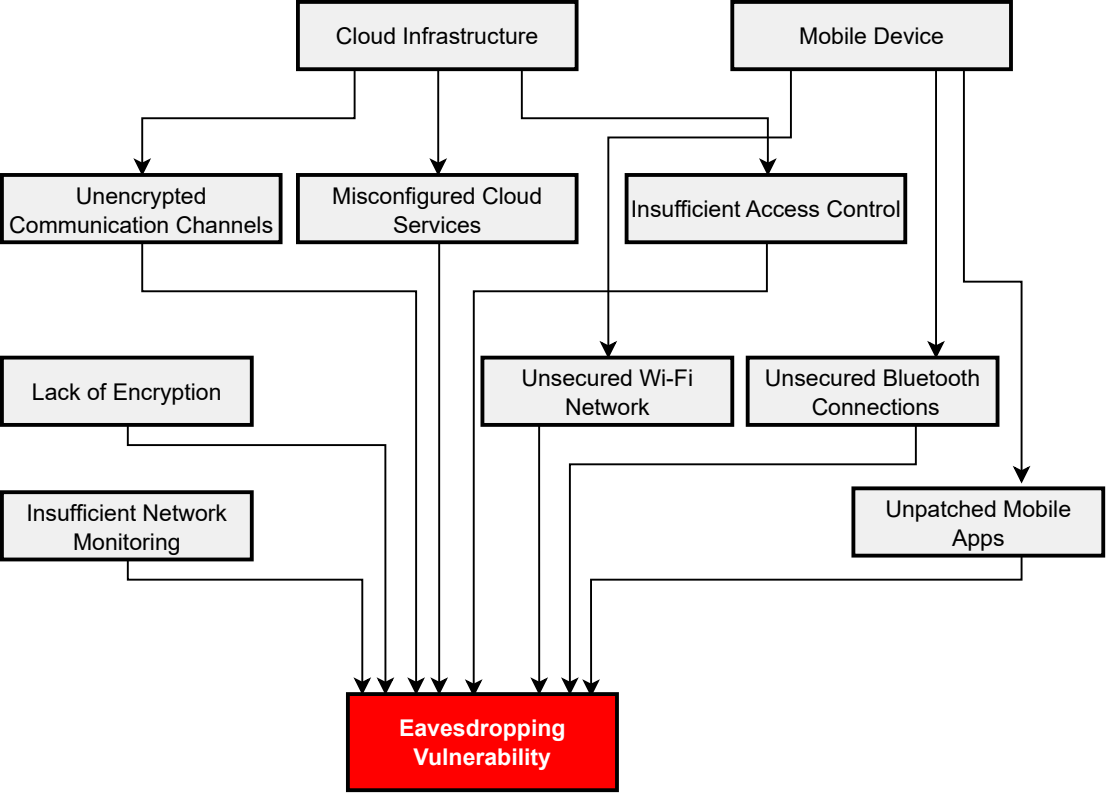 Cloud Infrastructure
Mobile Device
Unencrypted
Communication Channels
Misconfigured Cloud
Services
Insufficient Access Control
Lack of Encryption
Unsecured Wi-Fi
Network
Unsecured Bluetooth
Connections
Insufficient Network
Monitoring
Unpatched Mobile
Apps
Eavesdropping
Vulnerability